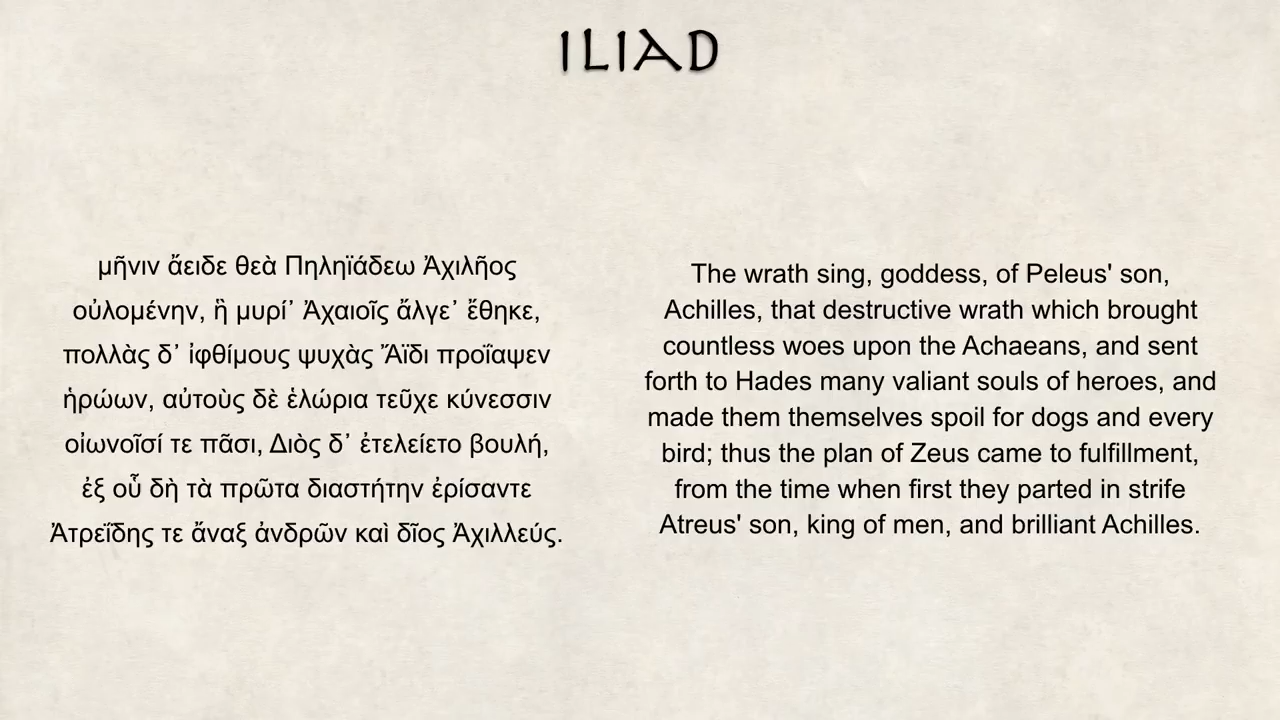 ILIAD
μῆνιν ἄειδε θεὰ Πηληϊάδεω Ἀχιλῆος
οὐλομένην, ἣ μυρί᾽ Ἀχαιοῖς ἄλγε᾽ ἔθηκε,
πολλὰς δ᾽ ἰφθίμους ψυχὰς Ἄϊδι προΐαψεν
ἡρώων, αὐτοὺς δὲ ἑλώρια τεῦχε κύνεσσιν
οἰωνοῖσί τε πᾶσι, Διὸς δ᾽ ἐτελείετο βουλή,
ἐξ οὗ δὴ τὰ πρῶτα διαστήτην ἐρίσαντε
Ἀτρεΐδης τε ἄναξ ἀνδρῶν καὶ δῖος Ἀχιλλεύς.
The wrath sing, goddess, of Peleus' son,
Achilles, that destructive wrath which brought
countless woes upon the Achaeans, and sent
forth to Hades many valiant souls of heroes, and
made them themselves spoil for dogs and every
bird; thus the plan of Zeus came to fulfillment,
from the time when first they parted in strife
Atreus' son, king of men, and brilliant Achilles.